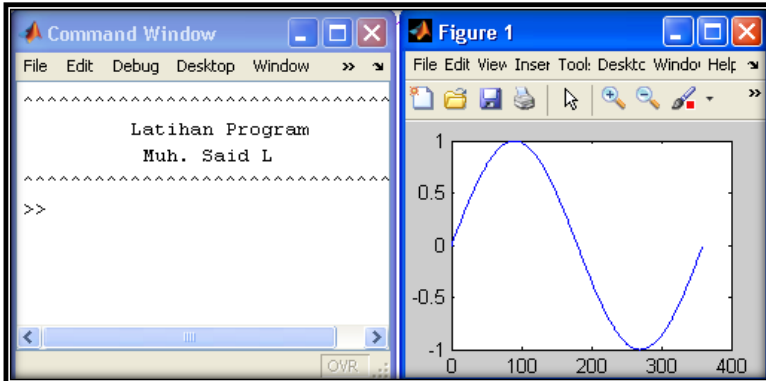 Command Window
File Edit Debug Desktop Window »
^^^^^^^^^^^^^^^^^^^^^^^^^^^^^^^^^
Latihan Program
Muh. Said L
^^^^^^^^^^^^^^^^^^^^^^^^^^^^^^^^^
>>
OVR
Figure 1
File Edit View Inser Tool: Desktc Windo Help
»
1
0.5
0
-0.5
-1
0 100 200 300 400